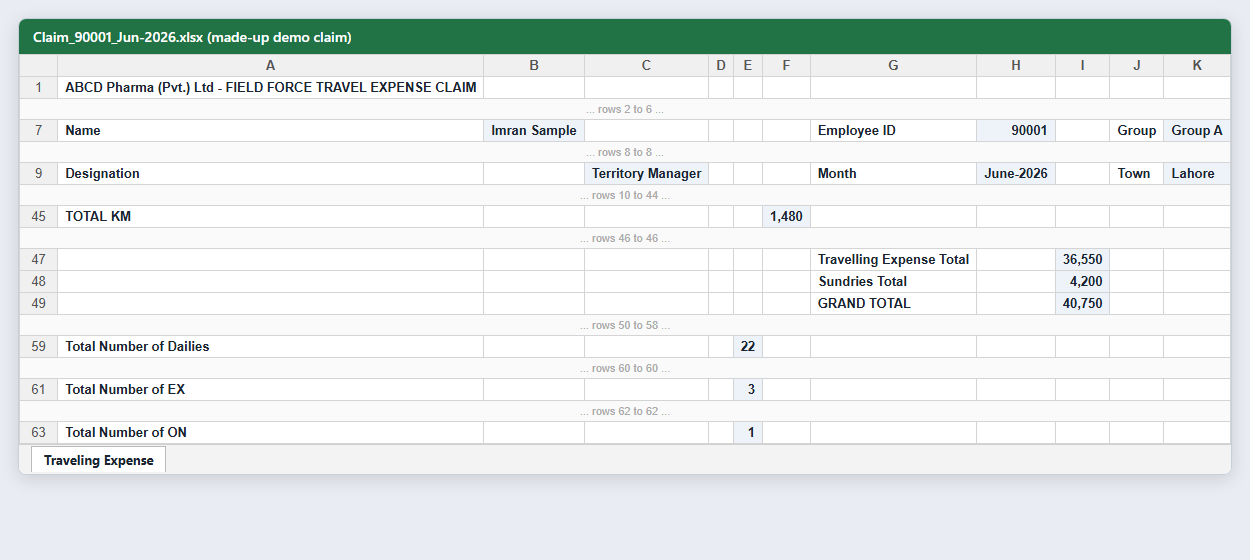 Claim_90001_Jun-2026.xlsx (made-up demo claim)
A B C D E F G H I J K
1 ABCD Pharma (Pvt.) Ltd - FIELD FORCE TRAVEL EXPENSE CLAIM
... rows 2 to 6 ...
7 Name Imran Sample Employee ID 90001 Group Group A
... rows 8 to 8 ...
9 Designation Territory Manager Month June-2026 Town Lahore
... rows 10 to 44 ...
45 TOTAL KM 1,480
... rows 46 to 46 ...
47 Travelling Expense Total 36,550
48 Sundries Total 4,200
49 GRAND TOTAL 40,750
... rows 50 to 58 ...
59 Total Number of Dailies 22
... rows 60 to 60 ...
61 Total Number of EX 3
... rows 62 to 62 ...
63 Total Number of ON 1
Traveling Expense